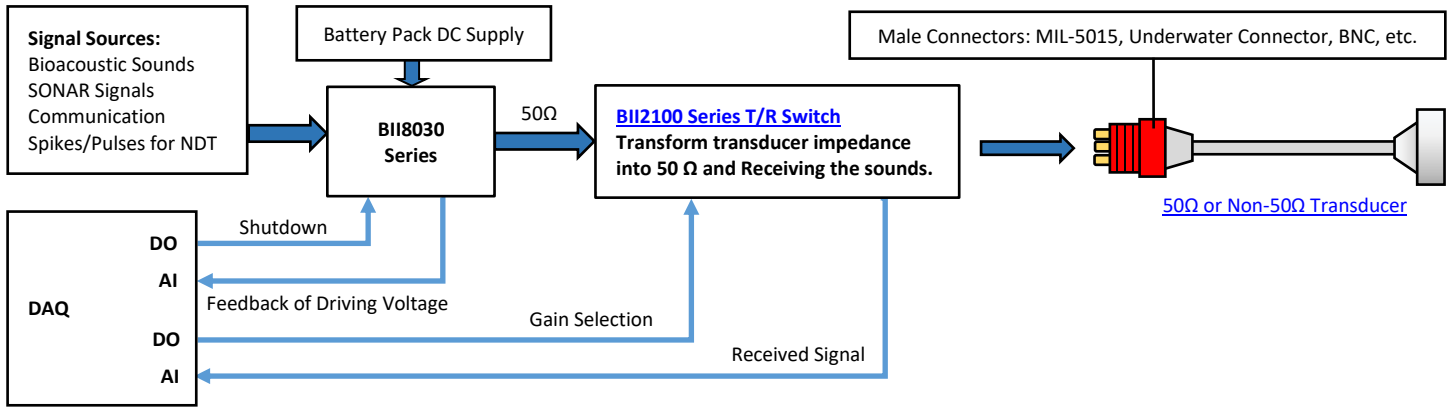 Signal Sources:
Bioacoustic Sounds
SONAR Signals
Communication
Spikes/Pulses for NDT
Battery Pack DC Supply
BII8030
Series
50Ω
BII2100 Series T/R Switch
Transform transducer impedance
into 50 Ω and Receiving the sounds.
Male Connectors: MIL-5015, Underwater Connector, BNC, etc.
50Ω or Non-50Ω Transducer
DAQ
DO
AI
DO
AI
Shutdown
Feedback of Driving Voltage
Gain Selection
Received Signal